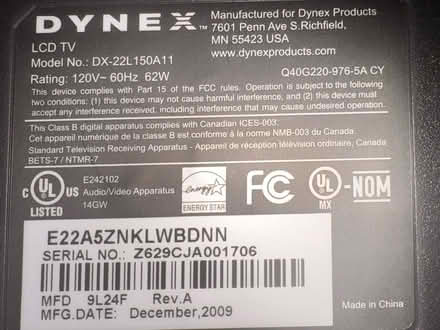 DYNEX
Manufactured for Dynex Products
7601 Penn Ave S.Richfield,
MN 55423 USA
www.dynexproducts.com
LCD TV
Model No.: DX-22L150A11
Rating: 120V~ 60Hz 62W
Q40G220-976-5A CY
This device complies with Part 15 of the FCC rules. Operation is subject to the following
two conditions: (1) this device may not cause harmful interference, and (2) this device must
accept any interference received, including interference that may cause undesired operation.
This Class B digital apparatus complies with Canadian ICES-003:
Cet appareil numérique de la classe B est conforme à la norme NMB-003 du Canada
Standard Television Receiving Apparatus - Appareil de réception télévision ordinaire, Canada
BETS-7 / NTMR-7
C UL US
LISTED
E242102
Audio/Video Apparatus
14GW
energy
ENERGY STAR
FC
UL
MX
-NOM
E22A5ZNKLWBDNN
SERIAL NO.: Z629CJA001706
MFD 9L24F Rev.A
MFG.DATE: December,2009
Made in China